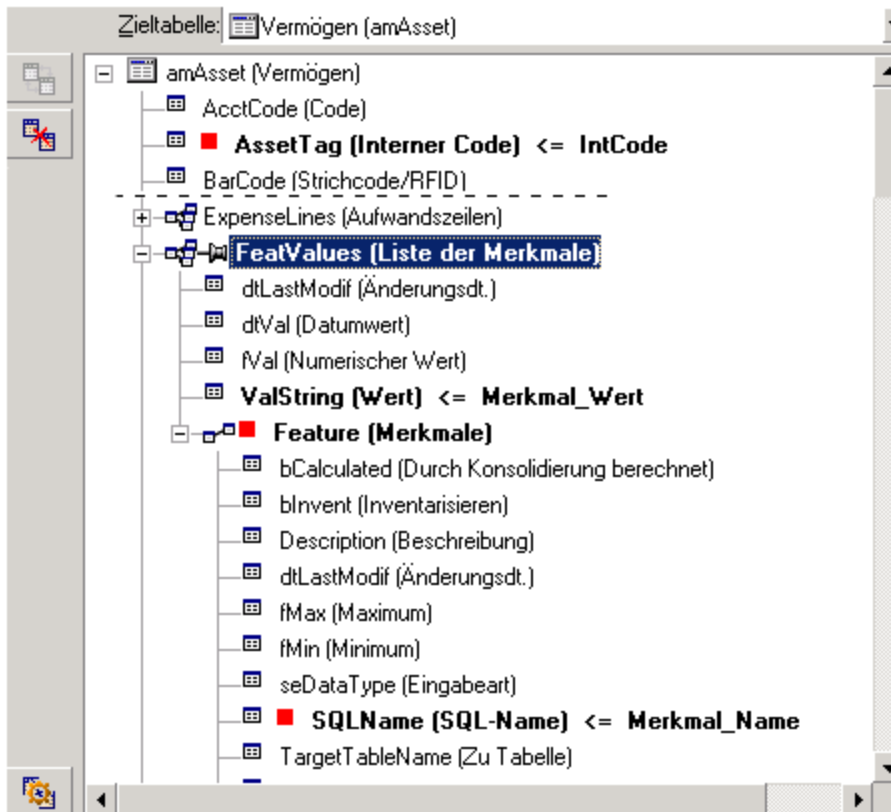 Zieltabelle: Vermögen (amAsset)
amAsset (Vermögen)
AcctCode (Code)
AssetTag (Interner Code) <= IntCode
BarCode (Strichcode/RFID)
ExpenseLines (Aufwandszeilen)
FeatValues (Liste der Merkmale)
dtLastModif (Änderungsdt.)
dtVal (Datumwert)
fVal (Numerischer Wert)
ValString (Wert) <= Merkmal_Wert
Feature (Merkmale)
bCalculated (Durch Konsolidierung berechnet)
bInvent (Inventarisieren)
Description (Beschreibung)
dtLastModif (Änderungsdt.)
fMax (Maximum)
fMin (Minimum)
seDataType (Eingabeart)
SQLName (SQL-Name) <= Merkmal_Name
TargetTableName (Zu Tabelle)